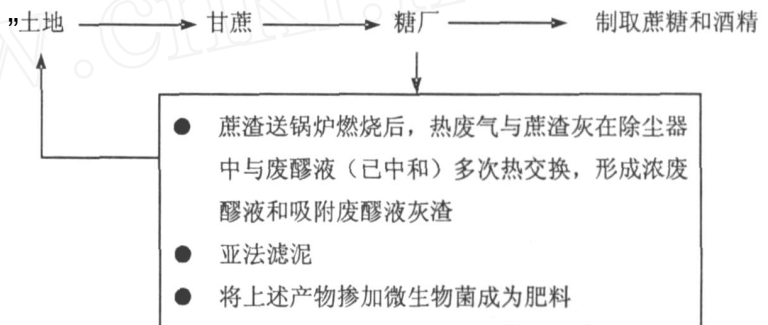 ”土地 甘蔗 糖厂 制取蔗糖和酒精
● 蔗渣送锅炉燃烧后，热废气与蔗渣灰在除尘器
中与废醪液（已中和）多次热交换，形成浓废
醪液和吸附废醪液灰渣
● 亚法滤泥
● 将上述产物掺加微生物菌成为肥料